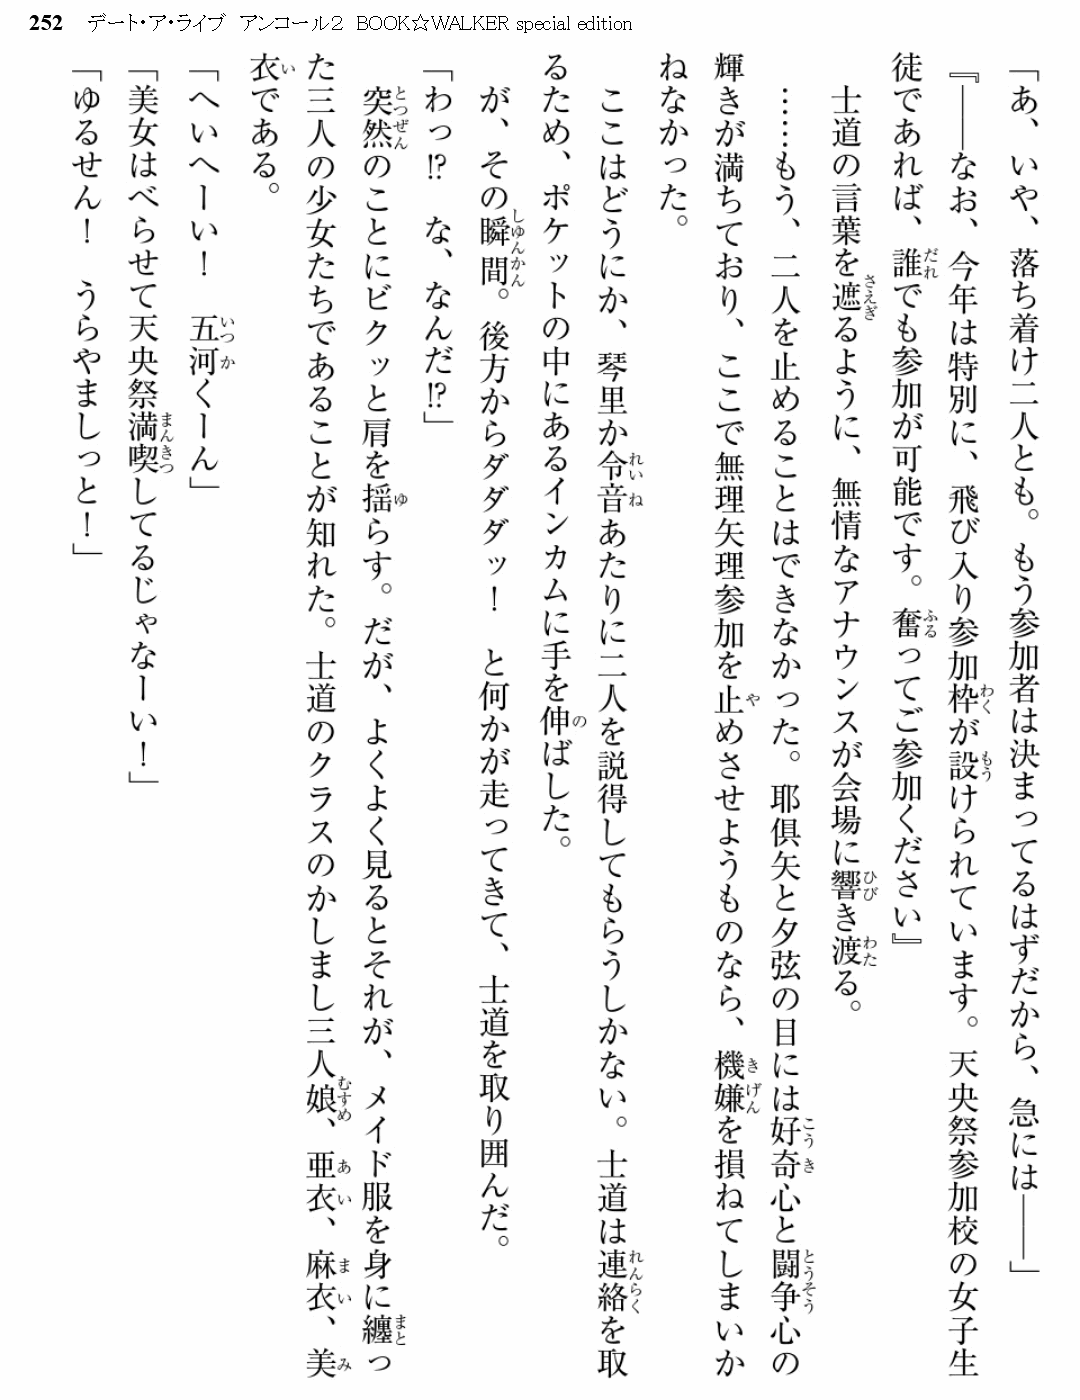 252 デート・ア・ライブ アンコール2 BOOK☆WALKER special edition
「あ、いや、落ち着け二人とも。もう参加者は決まってるはずだから、急には――」
『――なお、今年は特別に、飛び入り参加枠が設けられています。天央祭参加校の女子生
徒であれば、誰でも参加が可能です。奮ってご参加ください』
士道の言葉を遮るように、無情なアナウンスが会場に響き渡る。
……もう、二人を止めることはできなかった。耶倶矢と夕弦の目には好奇心と闘争心の
輝きが満ちており、ここで無理矢理参加を止めさせようものなら、機嫌を損ねてしまいか
ねなかった。
ここはどうにか、琴里か令音あたりに二人を説得してもらうしかない。士道は連絡を取
るため、ポケットの中にあるインカムに手を伸ばした。
が、その瞬間。後方からダダダッ！　と何かが走ってきて、士道を取り囲んだ。
「わっ!?　な、なんだ!?」
突然のことにビクッと肩を揺らす。だが、よくよく見るとそれが、メイド服を身に纏っ
た三人の少女たちであることが知れた。士道のクラスのかしまし三人娘、亜衣、麻衣、美
衣である。
「へいへーい！　五河くーん」
「美女はべらせて天央祭満喫してるじゃなーい！」
「ゆるせん！　うらやましっと！」